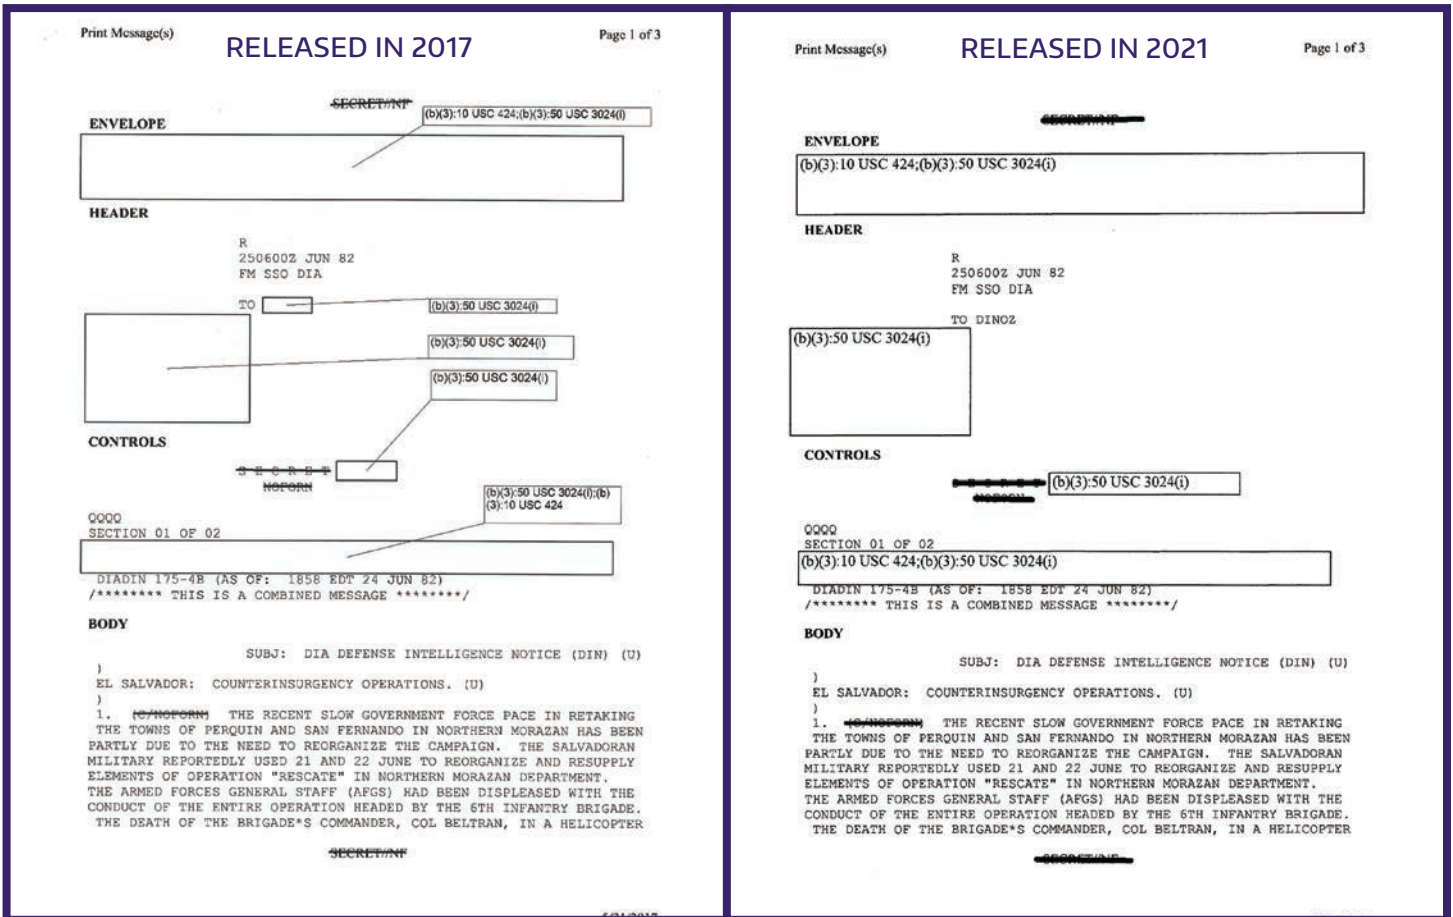 Print Message(s)
RELEASED IN 2017
Page 1 of 3
SECRET//NF
(b)(3):10 USC 424;(b)(3):50 USC 3024(i)
ENVELOPE
HEADER
R
250600Z JUN 82
FM SSO DIA
TO
(b)(3):50 USC 3024(i)
(b)(3):50 USC 3024(i)
(b)(3):50 USC 3024(i)
CONTROLS
S E C R E T
NOFORN
(b)(3):50 USC 3024(i);(b)
(3):10 USC 424
QQQQ
SECTION 01 OF 02
DIADIN 175-4B (AS OF: 1858 EDT 24 JUN 82)
/******** THIS IS A COMBINED MESSAGE ********/
BODY
SUBJ: DIA DEFENSE INTELLIGENCE NOTICE (DIN) (U)
)
EL SALVADOR: COUNTERINSURGENCY OPERATIONS. (U)
)
1. (C/NOFORN) THE RECENT SLOW GOVERNMENT FORCE PACE IN RETAKING
THE TOWNS OF PERQUIN AND SAN FERNANDO IN NORTHERN MORAZAN HAS BEEN
PARTLY DUE TO THE NEED TO REORGANIZE THE CAMPAIGN. THE SALVADORAN
MILITARY REPORTEDLY USED 21 AND 22 JUNE TO REORGANIZE AND RESUPPLY
ELEMENTS OF OPERATION "RESCATE" IN NORTHERN MORAZAN DEPARTMENT.
THE ARMED FORCES GENERAL STAFF (AFGS) HAD BEEN DISPLEASED WITH THE
CONDUCT OF THE ENTIRE OPERATION HEADED BY THE 6TH INFANTRY BRIGADE.
THE DEATH OF THE BRIGADE*S COMMANDER, COL BELTRAN, IN A HELICOPTER
SECRET//NF
Print Message(s)
RELEASED IN 2021
Page 1 of 3
SECRET//NF
ENVELOPE
(b)(3):10 USC 424;(b)(3):50 USC 3024(i)
HEADER
R
250600Z JUN 82
FM SSO DIA
TO DINOZ
(b)(3):50 USC 3024(i)
CONTROLS
(b)(3):50 USC 3024(i)
QQQQ
SECTION 01 OF 02
(b)(3):10 USC 424;(b)(3):50 USC 3024(i)
DIADIN 175-4B (AS OF: 1858 EDT 24 JUN 82)
/******** THIS IS A COMBINED MESSAGE ********/
BODY
SUBJ: DIA DEFENSE INTELLIGENCE NOTICE (DIN) (U)
)
EL SALVADOR: COUNTERINSURGENCY OPERATIONS. (U)
)
1. (C/NOFORN) THE RECENT SLOW GOVERNMENT FORCE PACE IN RETAKING
THE TOWNS OF PERQUIN AND SAN FERNANDO IN NORTHERN MORAZAN HAS BEEN
PARTLY DUE TO THE NEED TO REORGANIZE THE CAMPAIGN. THE SALVADORAN
MILITARY REPORTEDLY USED 21 AND 22 JUNE TO REORGANIZE AND RESUPPLY
ELEMENTS OF OPERATION "RESCATE" IN NORTHERN MORAZAN DEPARTMENT.
THE ARMED FORCES GENERAL STAFF (AFGS) HAD BEEN DISPLEASED WITH THE
CONDUCT OF THE ENTIRE OPERATION HEADED BY THE 6TH INFANTRY BRIGADE.
THE DEATH OF THE BRIGADE*S COMMANDER, COL BELTRAN, IN A HELICOPTER
SECRET//NF